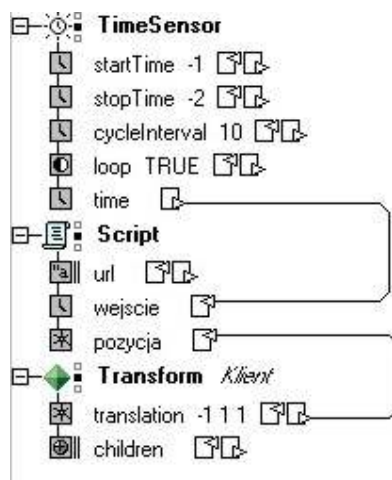 TimeSensor
startTime -1
stopTime -2
cycleInterval 10
loop TRUE
time
Script
url
wejscie
pozycja
Transform Klient
translation -1 1 1
children